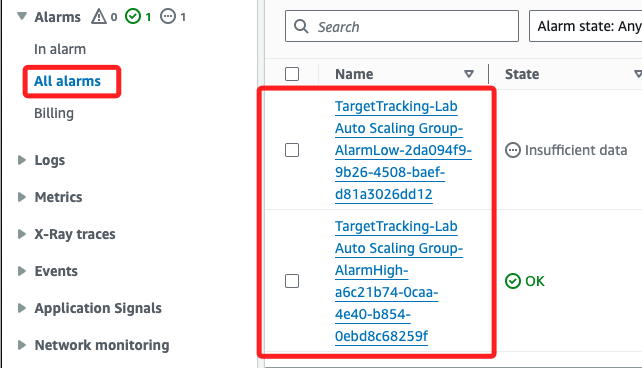 Alarms 0 1 1
In alarm
All alarms
Billing
Logs
Metrics
X-Ray traces
Events
Application Signals
Network monitoring
Search
Alarm state: Any
Name
State
TargetTracking-Lab
Auto Scaling Group-
AlarmLow-2da094f9-
9b26-4508-baef-
d81a3026dd12
Insufficient data
TargetTracking-Lab
Auto Scaling Group-
AlarmHigh-
a6c21b74-0caa-
4e40-b854-
0ebd8c68259f
OK